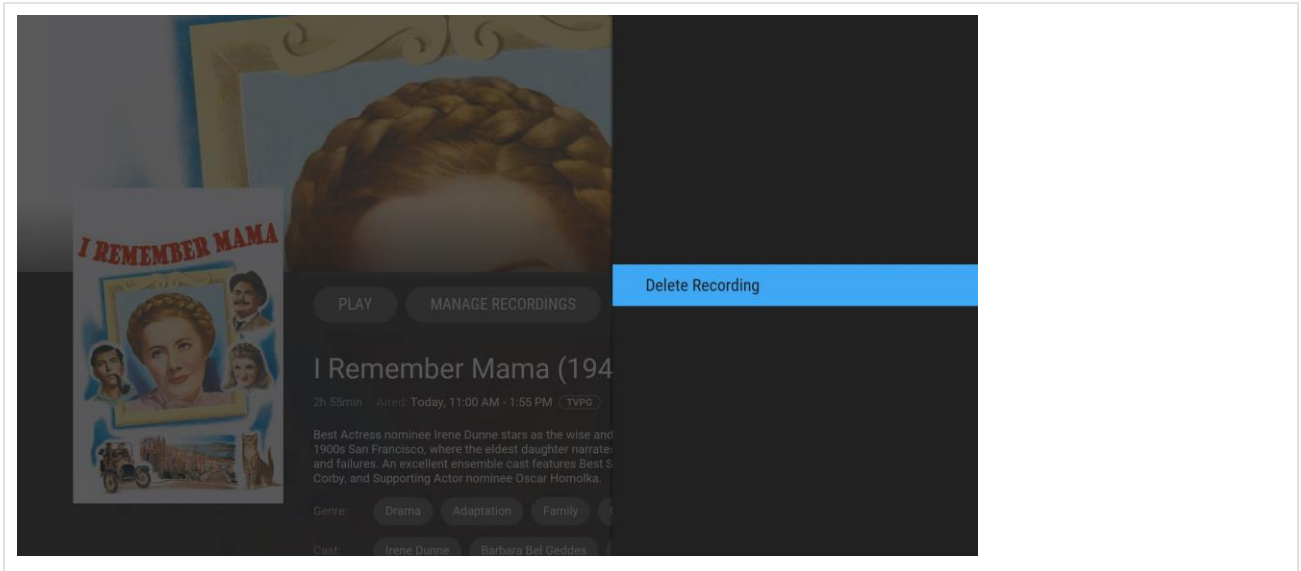 I REMEMBER MAMA
Delete Recording
PLAY
MANAGE RECORDINGS
I Remember Mama (194
2h 55min - Aired: Today, 11:00 AM - 1:55 PM TVPG
Best Actress nominee Irene Dunne stars as the wise and
1900s San Francisco, where the eldest daughter narrate
and failures. An excellent ensemble cast features Best S
Corby, and Supporting Actor nominee Oscar Homolka.
Genre: Drama Adaptation Family
Cast: Irene Dunne Barbara Bel Geddes